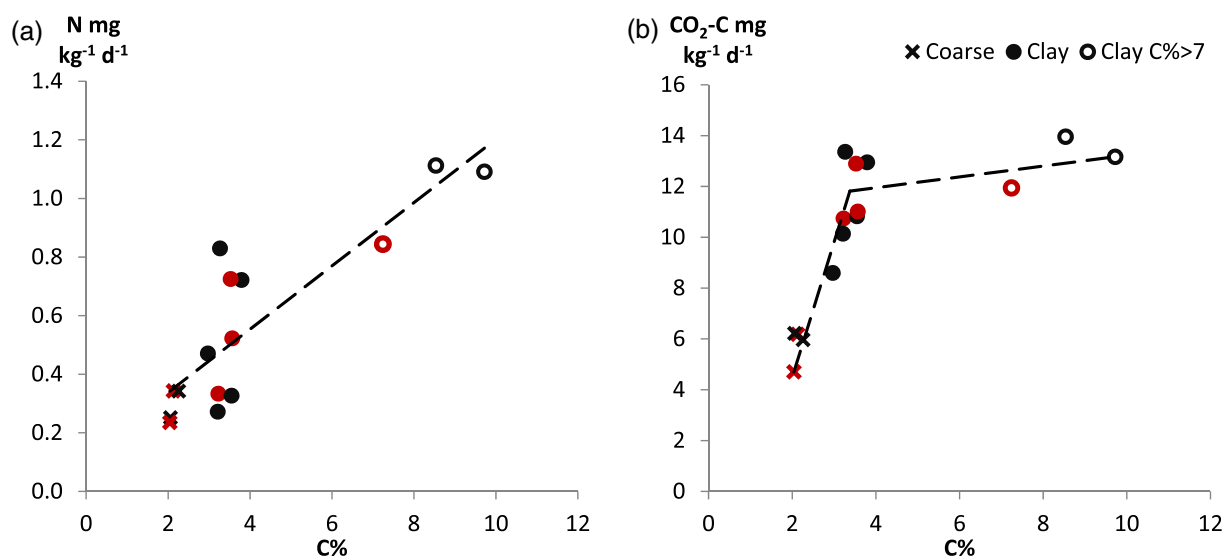 (a)
N mg
kg⁻¹ d⁻¹
1.4
1.2
1.0
0.8
0.6
0.4
0.2
0.0
0 2 4 6 8 10 12
C%
(b)
CO₂-C mg
kg⁻¹ d⁻¹
Coarse Clay Clay C%>7
16
14
12
10
8
6
4
2
0
0 2 4 6 8 10 12
C%